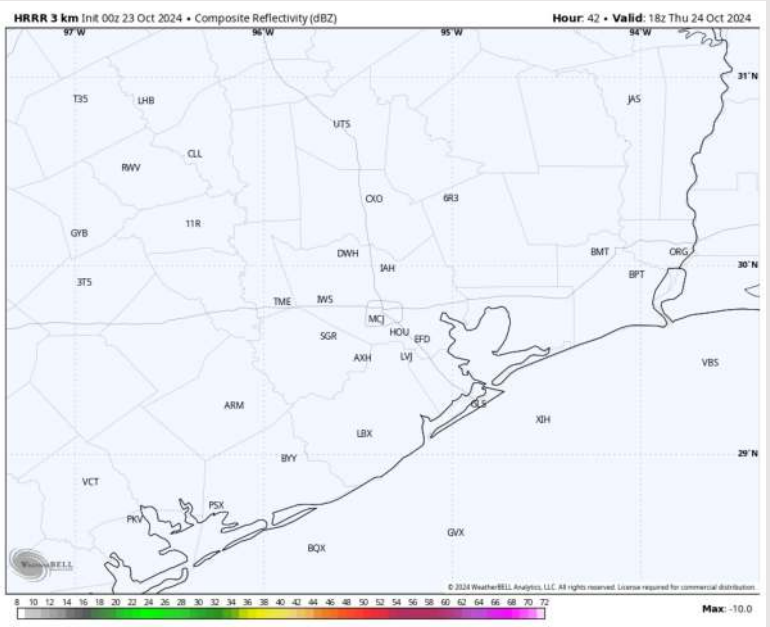 HRRR 3 km Init 00z 23 Oct 2024 • Composite Reflectivity (dBZ) Hour: 42 • Valid: 18z Thu 24 Oct 2024
97°W 96°W 95°W 94°W
31°N
T35 LHB JAS
UTS
CLL
RWV
CXO 6R3
11R
GYB
DWH BMT ORG
30°N
IAH
BPT
3T5
TME IWS
MCJ
SGR HOU
EFD
AXH LVJ
VBS
ARM GLS
XIH
LBX
29°N
BYY
VCT
PSX
PKV
GVX
BQX
WeatherBELL
© 2024 WeatherBELL Analytics, LLC. All rights reserved. License required for commercial distribution.
8 10 12 14 16 18 20 22 24 26 28 30 32 34 36 38 40 42 44 46 48 50 52 54 56 58 60 62 64 66 68 70 72 Max: -10.0